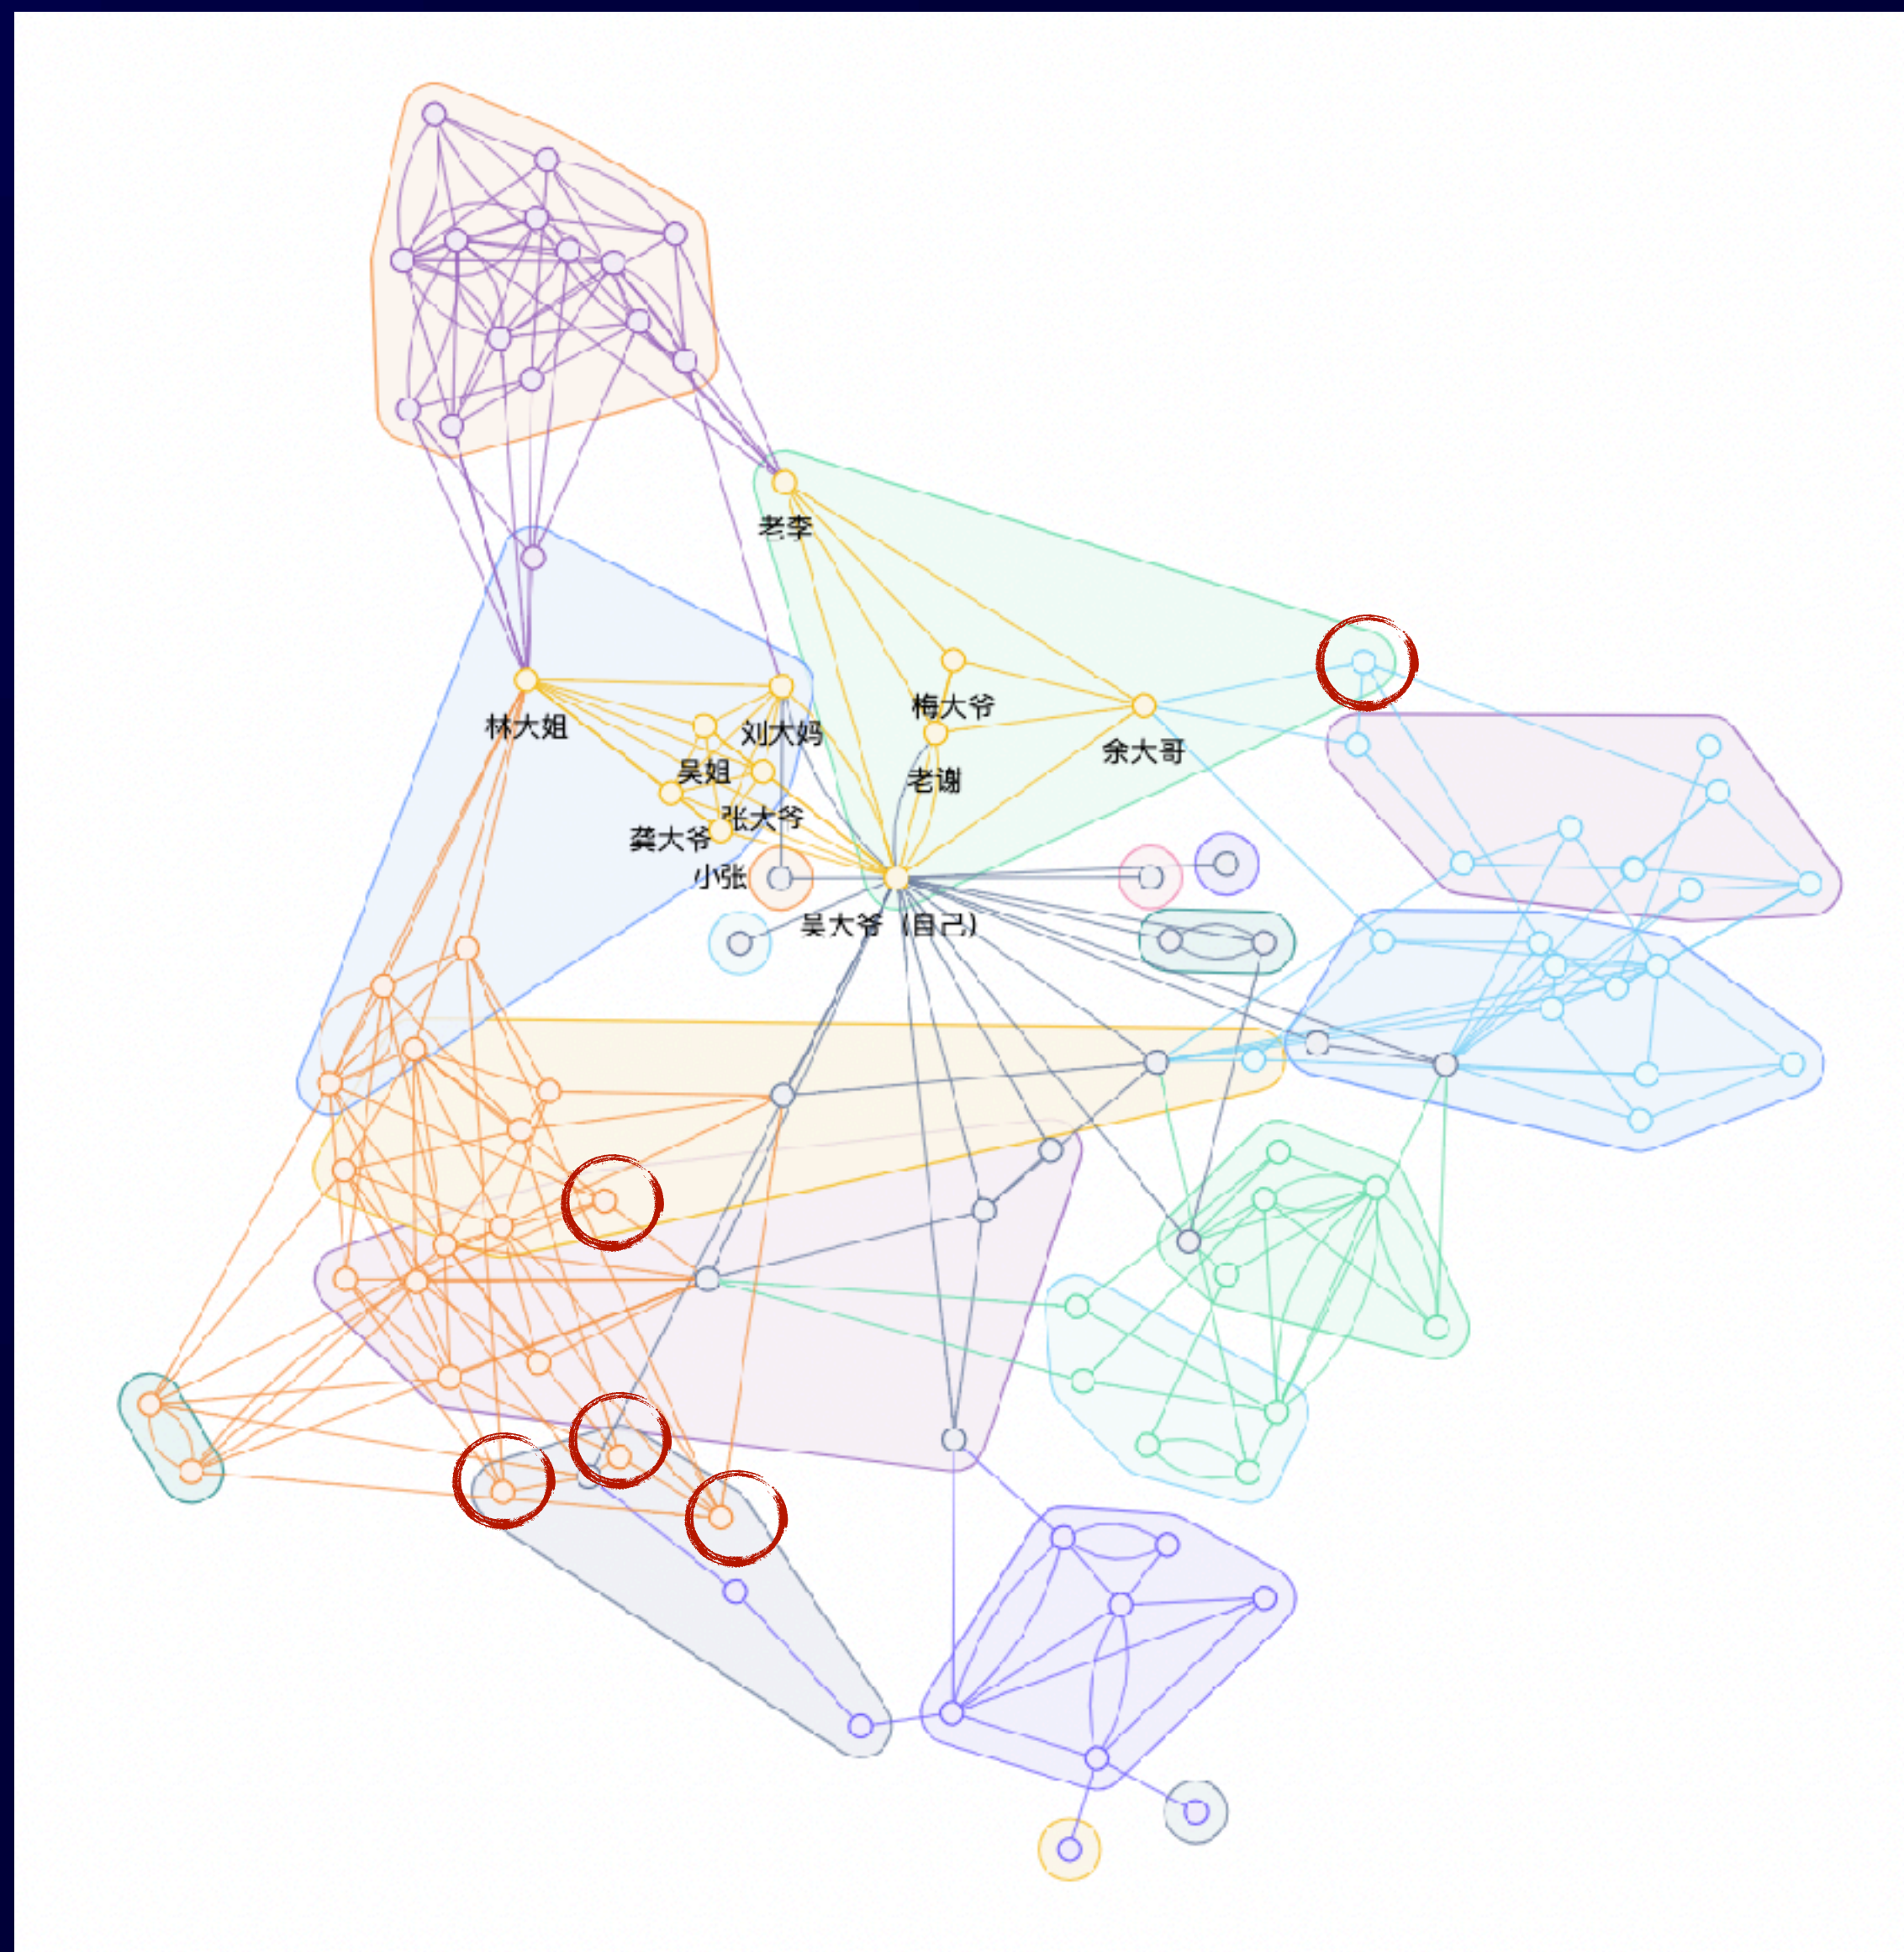 老李
林大姐
刘大妈
梅大爷
余大哥
吴姐
老谢
张大爷
龚大爷
小张
吴大爷（自己）